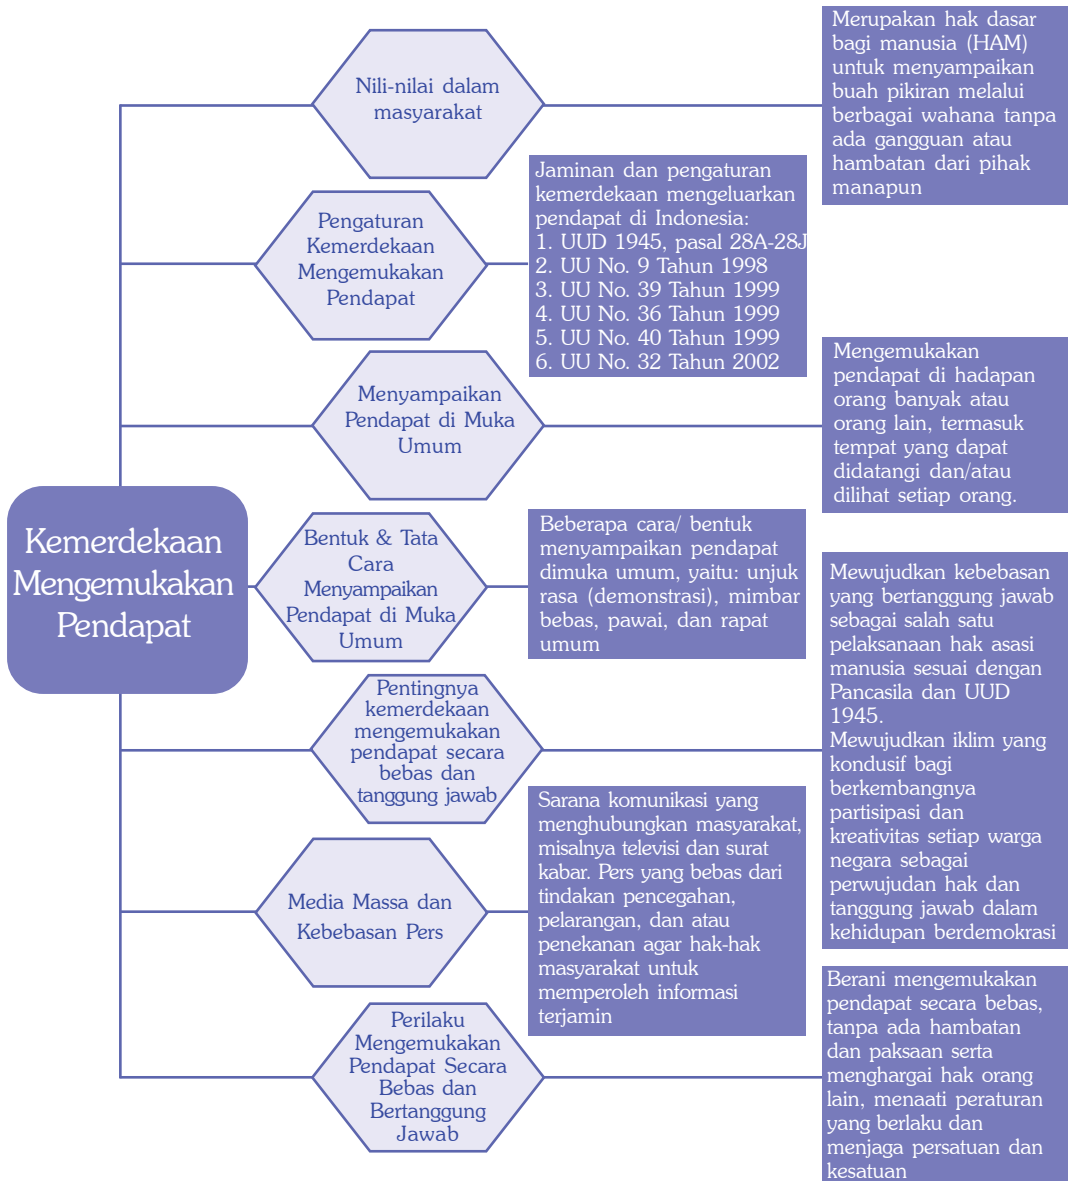 Kemerdekaan
Mengemukakan
Pendapat
Nili-nilai dalam
masyarakat
Merupakan hak dasar
bagi manusia (HAM)
untuk menyampaikan
buah pikiran melalui
berbagai wahana tanpa
ada gangguan atau
hambatan dari pihak
manapun
Pengaturan
Kemerdekaan
Mengemukakan
Pendapat
Jaminan dan pengaturan
kemerdekaan mengeluarkan
pendapat di Indonesia:
1. UUD 1945, pasal 28A-28J
2. UU No. 9 Tahun 1998
3. UU No. 39 Tahun 1999
4. UU No. 36 Tahun 1999
5. UU No. 40 Tahun 1999
6. UU No. 32 Tahun 2002
Menyampaikan
Pendapat di Muka
Umum
Mengemukakan
pendapat di hadapan
orang banyak atau
orang lain, termasuk
tempat yang dapat
didatangi dan/atau
dilihat setiap orang.
Bentuk & Tata
Cara
Menyampaikan
Pendapat di Muka
Umum
Beberapa cara/ bentuk
menyampaikan pendapat
dimuka umum, yaitu: unjuk
rasa (demonstrasi), mimbar
bebas, pawai, dan rapat
umum
Pentingnya
kemerdekaan
mengemukakan
pendapat secara
bebas dan
tanggung jawab
Mewujudkan kebebasan
yang bertanggung jawab
sebagai salah satu
pelaksanaan hak asasi
manusia sesuai dengan
Pancasila dan UUD
1945.
Mewujudkan iklim yang
kondusif bagi
berkembangnya
partisipasi dan
kreativitas setiap warga
negara sebagai
perwujudan hak dan
tanggung jawab dalam
kehidupan berdemokrasi
Media Massa dan
Kebebasan Pers
Sarana komunikasi yang
menghubungkan masyarakat,
misalnya televisi dan surat
kabar. Pers yang bebas dari
tindakan pencegahan,
pelarangan, dan atau
penekanan agar hak-hak
masyarakat untuk
memperoleh informasi
terjamin
Perilaku
Mengemukakan
Pendapat Secara
Bebas dan
Bertanggung
Jawab
Berani mengemukakan
pendapat secara bebas,
tanpa ada hambatan
dan paksaan serta
menghargai hak orang
lain, menaati peraturan
yang berlaku dan
menjaga persatuan dan
kesatuan